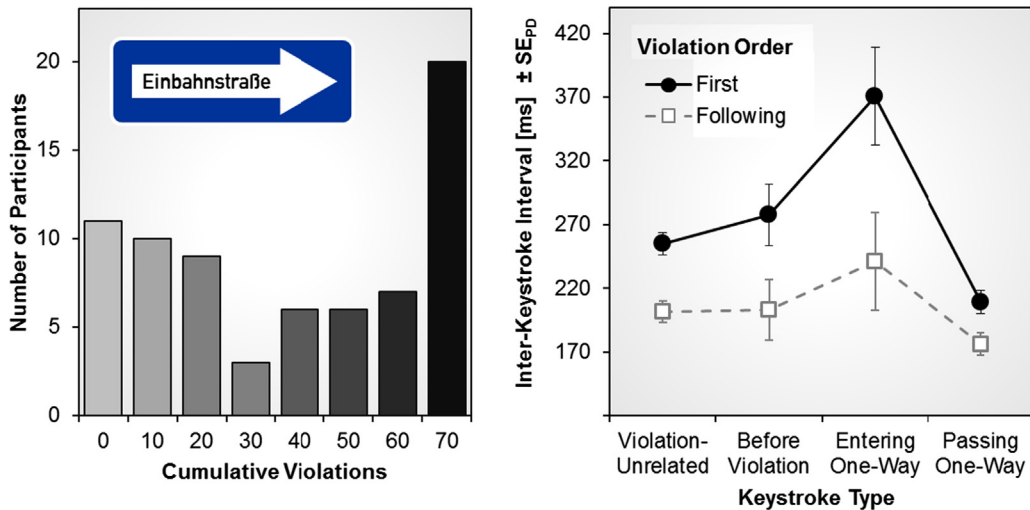 Number of Participants
20
15
10
5
0
Einbahnstraße
0 10 20 30 40 50 60 70
Cumulative Violations
Inter-Keystroke Interval [ms] ± SEPD
420
370
320
270
220
170
Violation Order
First
Following
Violation-
Unrelated
Before
Violation
Entering
One-Way
Passing
One-Way
Keystroke Type